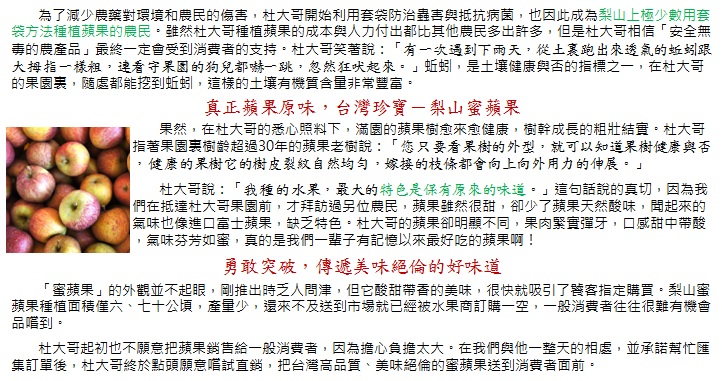 為了減少農藥對環境和農民的傷害，杜大哥開始利用套袋防治蟲害與抵抗病菌，也因此成為梨山上極少數用套
袋方法種植蘋果的農民。雖然杜大哥種植蘋果的成本與人力付出都比其他農民多出許多，但是杜大哥相信「安全無
毒的農產品」最終一定會受到消費者的支持。杜大哥笑著說：「有一次遇到下雨天，從土裏跑出來透氣的蚯蚓跟
大拇指一樣粗，連看守果園的狗兒都嚇一跳，忽然狂吠起來。」蚯蚓，是土壤健康與否的指標之一，在杜大哥
的果園裏，隨處都能挖到蚯蚓，這樣的土壤有機質含量非常豐富。
真正蘋果原味，台灣珍寶－梨山蜜蘋果
果然，在杜大哥的悉心照料下，滿園的蘋果樹愈來愈健康，樹幹成長的粗壯結實。杜大哥
指著果園裏樹齡超過30年的蘋果老樹說：「您只要看果樹的外型，就可以知道果樹健康與否
，健康的果樹它的樹皮裂紋自然均勻，嫁接的枝條都會向上向外用力的伸展。」
杜大哥說：「我種的水果，最大的特色是保有原來的味道。」這句話說的真切，因為我
們在抵達杜大哥果園前，才拜訪過另位農民，蘋果雖然很甜，卻少了蘋果天然酸味，聞起來的
氣味也像進口富士蘋果，缺乏特色。杜大哥的蘋果卻明顯不同，果肉緊實彈牙，口感甜中帶酸
，氣味芬芳如蜜，真的是我們一輩子有記憶以來最好吃的蘋果啊！
勇敢突破，傳遞美味絕倫的好味道
「蜜蘋果」的外觀並不起眼，剛推出時乏人問津，但它酸甜帶香的美味，很快就吸引了饕客指定購買。梨山蜜
蘋果種植面積僅六、七十公頃，產量少，還來不及送到市場就已經被水果商訂購一空，一般消費者往往很難有機會
品嚐到。
杜大哥起初也不願意把蘋果銷售給一般消費者，因為擔心負擔太大。在我們與他一整天的相處，並承諾幫忙匯
集訂單後，杜大哥終於點頭願意嚐試直銷，把台灣高品質、美味絕倫的蜜蘋果送到消費者面前。